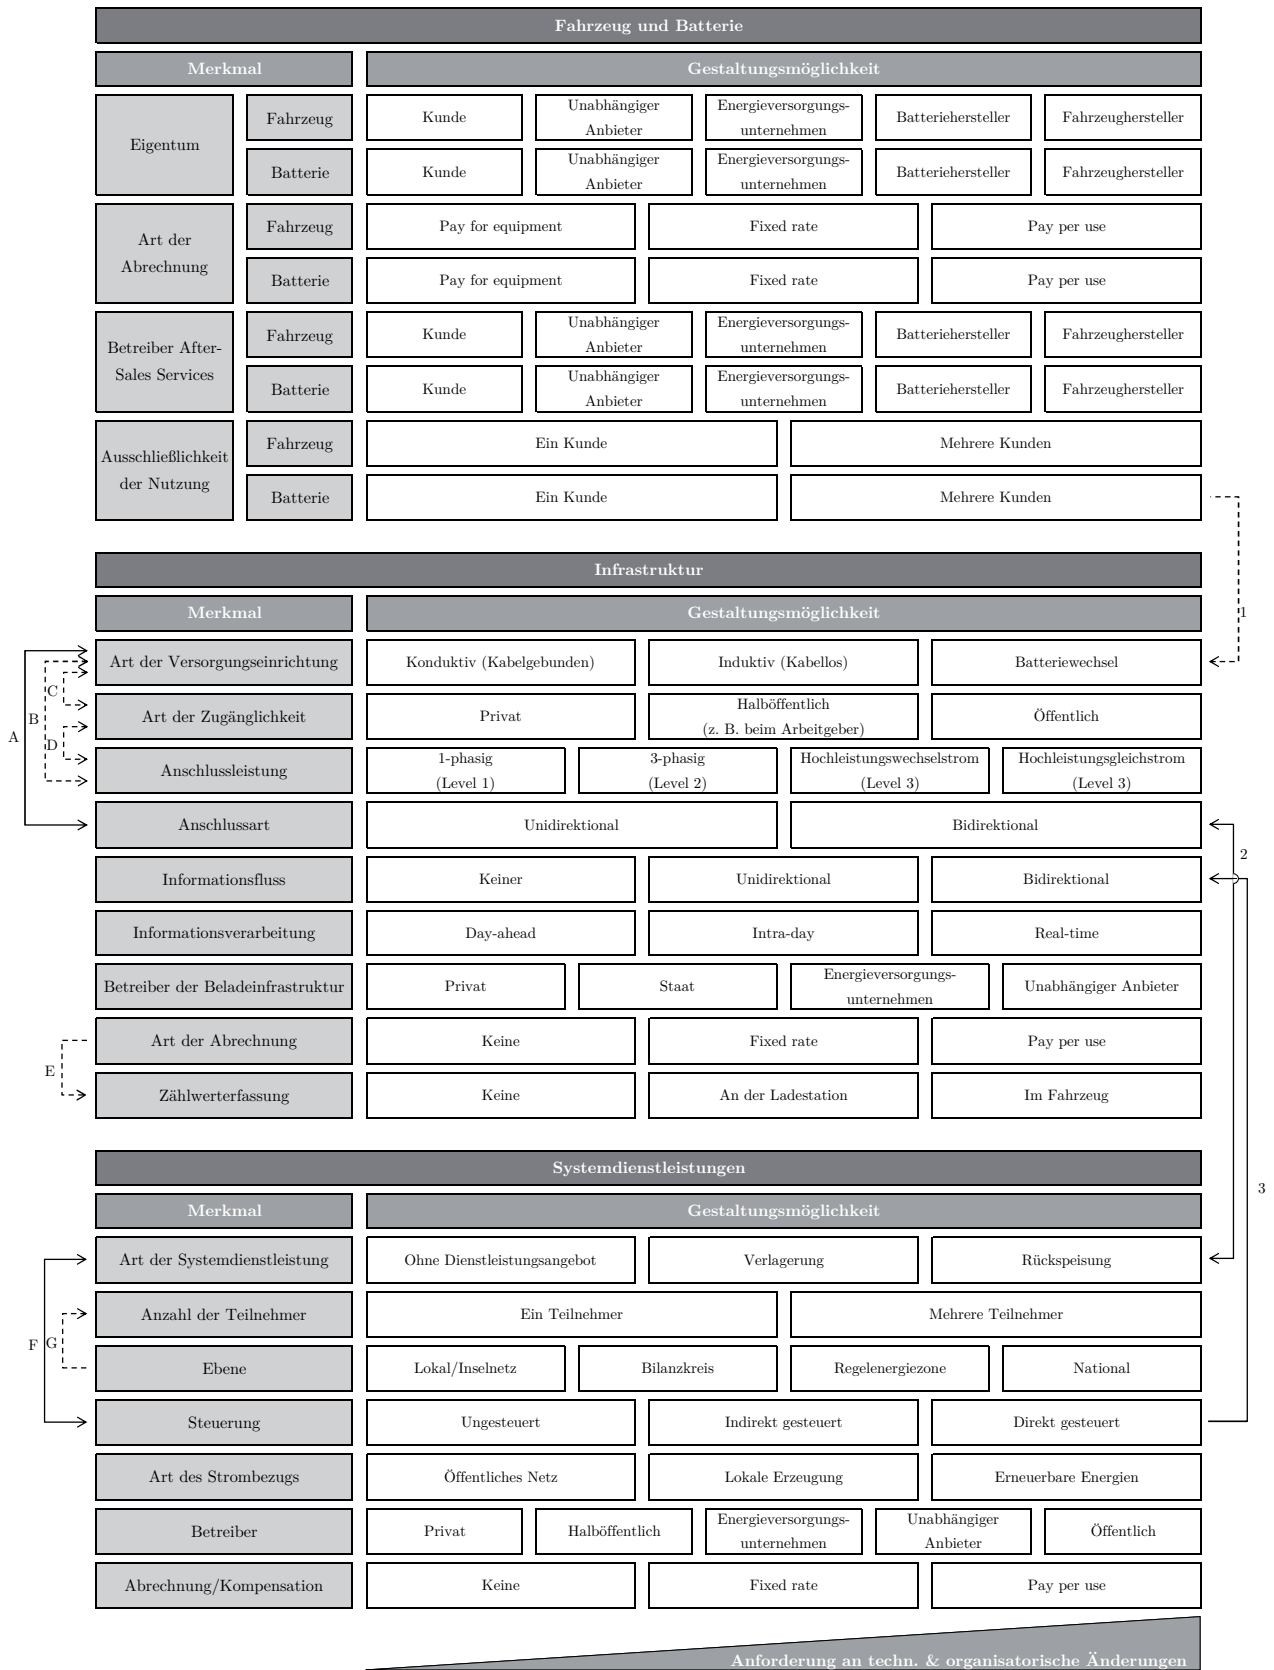 Fahrzeug und Batterie
Merkmal
Gestaltungsmöglichkeit
Eigentum
Fahrzeug
Kunde
Unabhängiger
Anbieter
Energieversorgungs-
unternehmen
Batteriehersteller
Fahrzeughersteller
Batterie
Kunde
Unabhängiger
Anbieter
Energieversorgungs-
unternehmen
Batteriehersteller
Fahrzeughersteller
Art der
Abrechnung
Fahrzeug
Pay for equipment
Fixed rate
Pay per use
Batterie
Pay for equipment
Fixed rate
Pay per use
Betreiber After-
Sales Services
Fahrzeug
Kunde
Unabhängiger
Anbieter
Energieversorgungs-
unternehmen
Batteriehersteller
Fahrzeughersteller
Batterie
Kunde
Unabhängiger
Anbieter
Energieversorgungs-
unternehmen
Batteriehersteller
Fahrzeughersteller
Ausschließlichkeit
der Nutzung
Fahrzeug
Ein Kunde
Mehrere Kunden
Batterie
Ein Kunde
Mehrere Kunden
1
Infrastruktur
Merkmal
Gestaltungsmöglichkeit
Art der Versorgungseinrichtung
Konduktiv (Kabelgebunden)
Induktiv (Kabellos)
Batteriewechsel
A
B
C
D
Art der Zugänglichkeit
Privat
Halböffentlich
(z. B. beim Arbeitgeber)
Öffentlich
Anschlussleistung
1-phasig
(Level 1)
3-phasig
(Level 2)
Hochleistungswechselstrom
(Level 3)
Hochleistungsgleichstrom
(Level 3)
Anschlussart
Unidirektional
Bidirektional
2
Informationsfluss
Keiner
Unidirektional
Bidirektional
Informationsverarbeitung
Day-ahead
Intra-day
Real-time
Betreiber der Beladeinfrastruktur
Privat
Staat
Energieversorgungs-
unternehmen
Unabhängiger Anbieter
Art der Abrechnung
Keine
Fixed rate
Pay per use
E
Zählwerterfassung
Keine
An der Ladestation
Im Fahrzeug
Systemdienstleistungen
3
Merkmal
Gestaltungsmöglichkeit
Art der Systemdienstleistung
Ohne Dienstleistungsangebot
Verlagerung
Rückspeisung
Anzahl der Teilnehmer
Ein Teilnehmer
Mehrere Teilnehmer
F
G
Ebene
Lokal/Inselnetz
Bilanzkreis
Regelenergiezone
National
Steuerung
Ungesteuert
Indirekt gesteuert
Direkt gesteuert
Art des Strombezugs
Öffentliches Netz
Lokale Erzeugung
Erneuerbare Energien
Betreiber
Privat
Halböffentlich
Energieversorgungs-
unternehmen
Unabhängiger
Anbieter
Öffentlich
Abrechnung/Kompensation
Keine
Fixed rate
Pay per use
Anforderung an techn. & organisatorische Änderungen